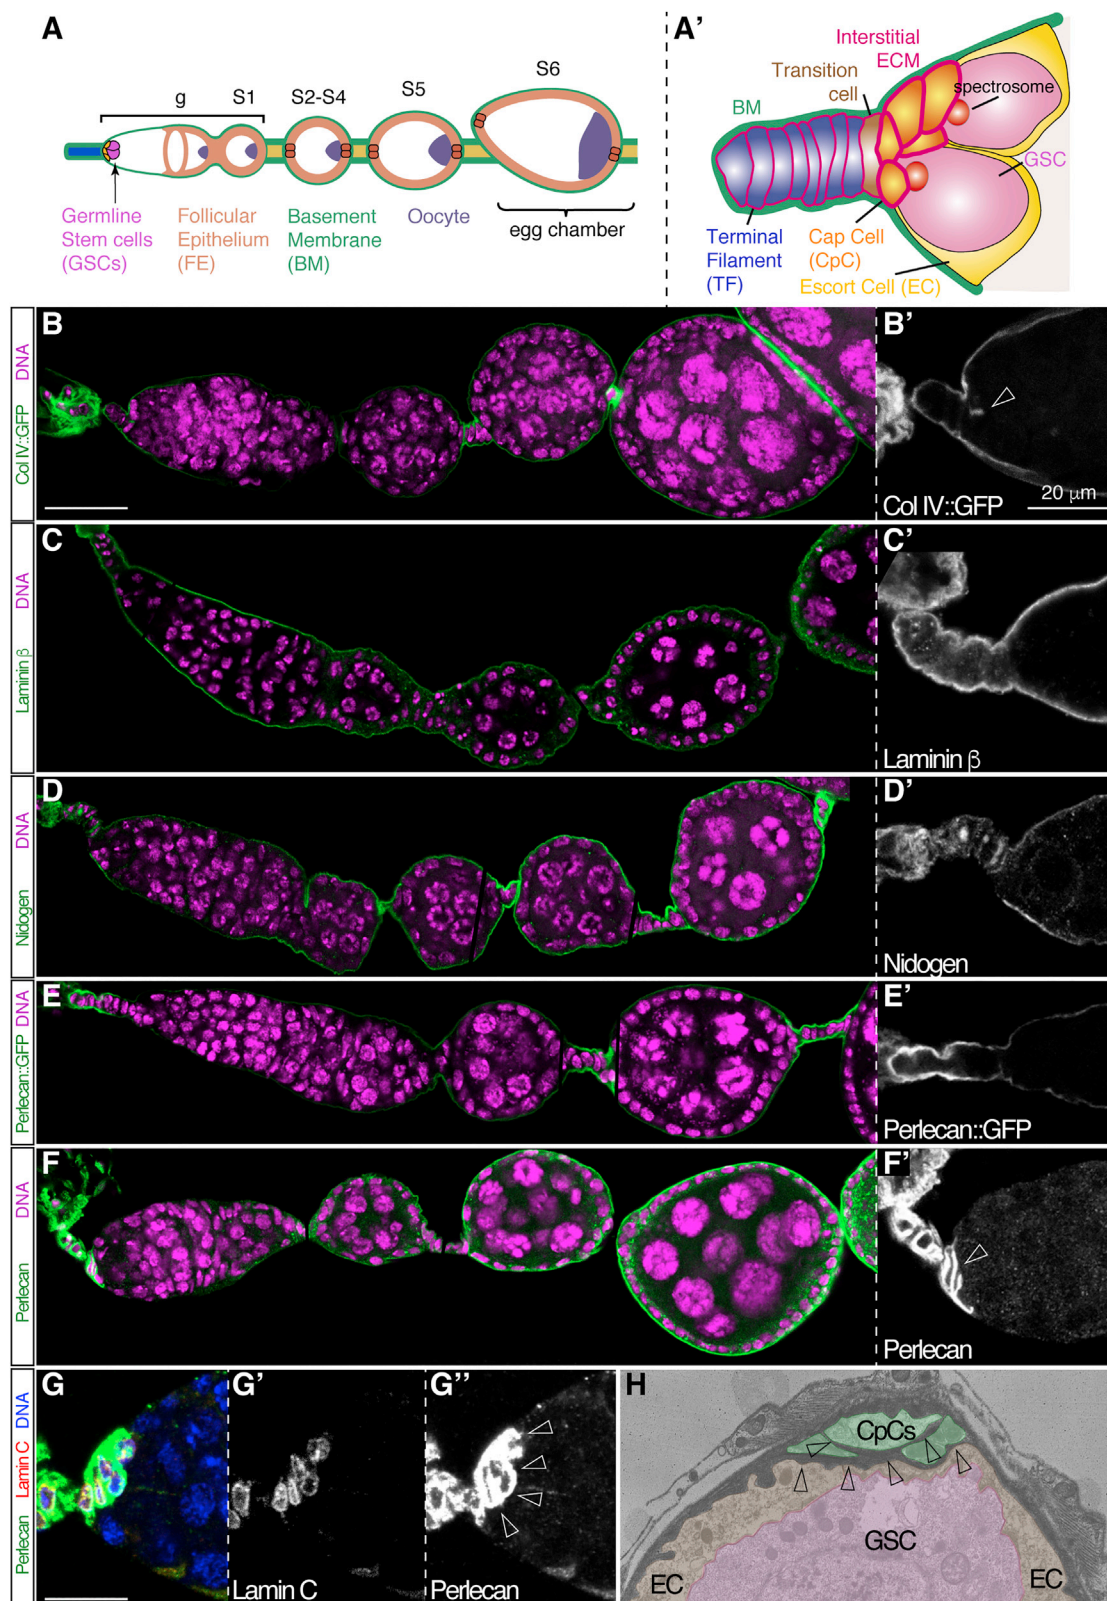 A
g
S1
S2-S4
S5
S6
Germline
Stem cells
(GSCs)
Follicular
Epithelium
(FE)
Basement
Membrane
(BM)
Oocyte
egg chamber
A'
Interstitial
ECM
Transition
cell
BM
spectrosome
GSC
Terminal
Filament
(TF)
Cap Cell
(CpC)
Escort Cell (EC)
Col IV::GFP DNA
B
B'
20 μm
Col IV::GFP
Laminin β DNA
C
C'
Laminin β
Nidogen DNA
D
D'
Nidogen
Perlecan::GFP DNA
E
E'
Perlecan::GFP
Perlecan DNA
F
F'
Perlecan
Perlecan Lamin C DNA
G
G'
Lamin C
G''
Perlecan
H
CpCs
GSC
EC
EC